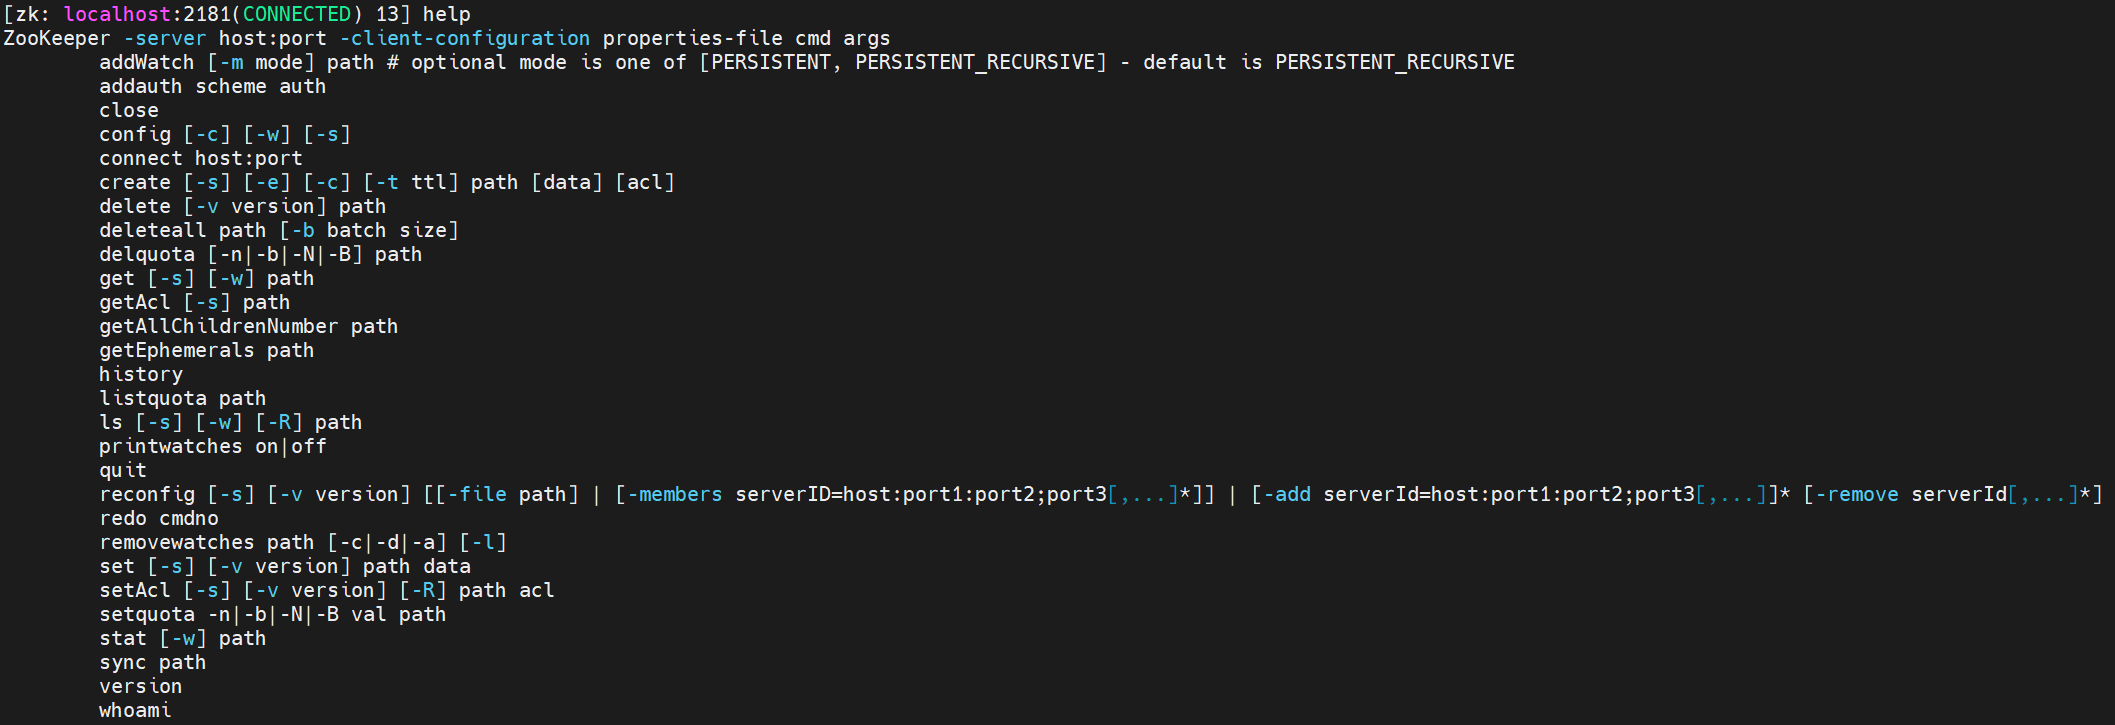 [zk: localhost:2181(CONNECTED) 13] help
ZooKeeper -server host:port -client-configuration properties-file cmd args
addWatch [-m mode] path # optional mode is one of [PERSISTENT, PERSISTENT_RECURSIVE] - default is PERSISTENT_RECURSIVE
addauth scheme auth
close
config [-c] [-w] [-s]
connect host:port
create [-s] [-e] [-c] [-t ttl] path [data] [acl]
delete [-v version] path
deleteall path [-b batch size]
delquota [-n|-b|-N|-B] path
get [-s] [-w] path
getAcl [-s] path
getAllChildrenNumber path
getEphemerals path
history
listquota path
ls [-s] [-w] [-R] path
printwatches on|off
quit
reconfig [-s] [-v version] [[-file path] | [-members serverID=host:port1:port2;port3[,...]*]] | [-add serverId=host:port1:port2;port3[,...]]* [-remove serverId[,...]*]
redo cmdno
removewatches path [-c|-d|-a] [-l]
set [-s] [-v version] path data
setAcl [-s] [-v version] [-R] path acl
setquota -n|-b|-N|-B val path
stat [-w] path
sync path
version
whoami